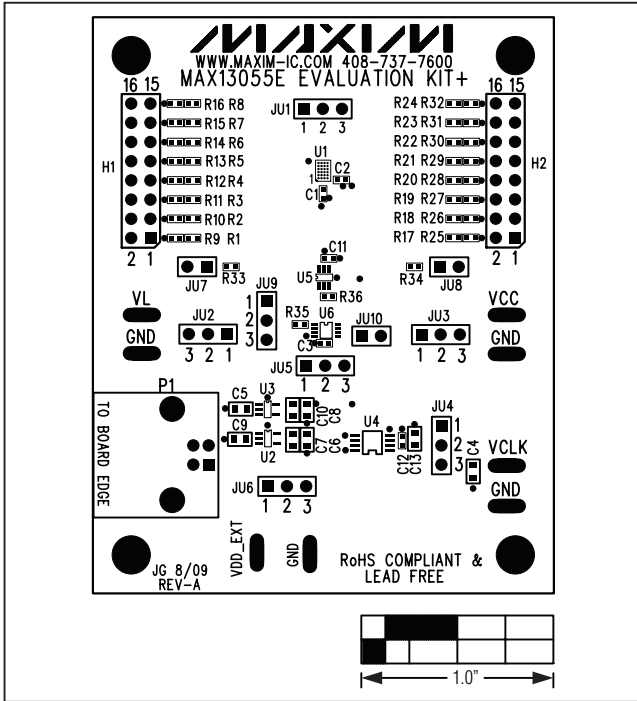 MAXIM
WWW.MAXIM-IC.COM 408-737-7600
MAX13055E EVALUATION KIT+
16 15
JU1
1 2 3
16 15
R16 R8
R15 R7
R14 R6
R13 R5
R12 R4
R11 R3
R10 R2
R9 R1
H1
2 1
U1
1
C2
C1
R24 R32
R23 R31
R22 R30
R21 R29
R20 R28
R19 R27
R18 R26
R17 R25
H2
2 1
C11
U5
R36
JU7
R33
R34
JU8
VL
GND
JU2
3 2 1
JU9
1
2
3
R35
U6
C3
JU10
JU3
1 2 3
VCC
GND
JU5
1 2 3
P1
TO BOARD EDGE
C5
U3
C10
C8
C9
U2
C7
C6
U4
C12
C13
JU4
1
2
3
C4
VCLK
GND
JU6
1 2 3
VDD_EXT
GND
JG 8/09
REV-A
RoHS COMPLIANT &
LEAD FREE
1.0"